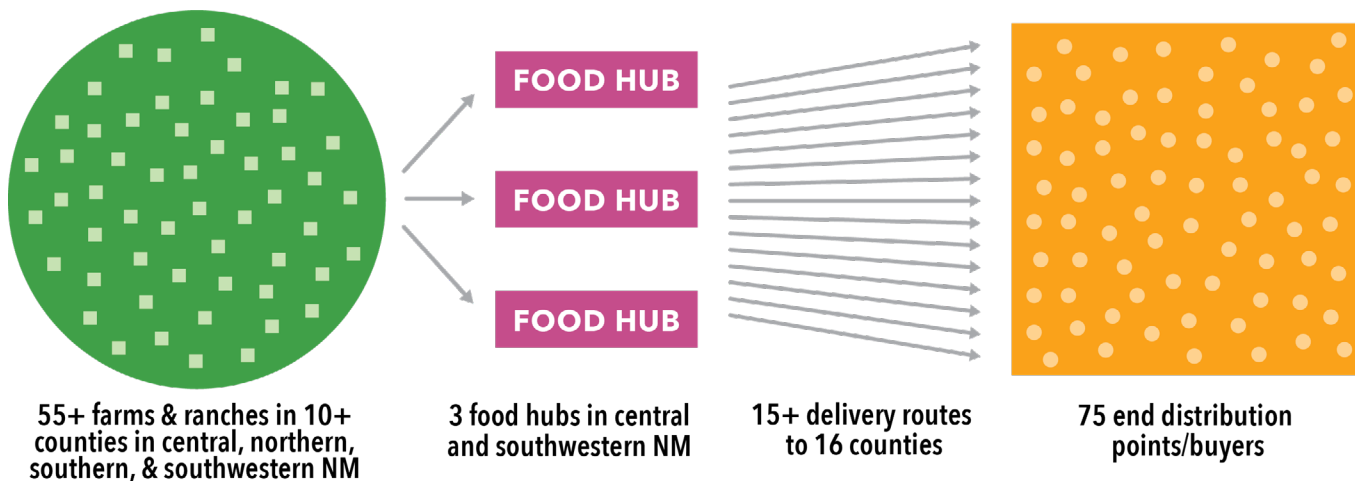 FOOD HUB
FOOD HUB
FOOD HUB
55+ farms & ranches in 10+
counties in central, northern,
southern, & southwestern NM
3 food hubs in central
and southwestern NM
15+ delivery routes
to 16 counties
75 end distribution
points/buyers